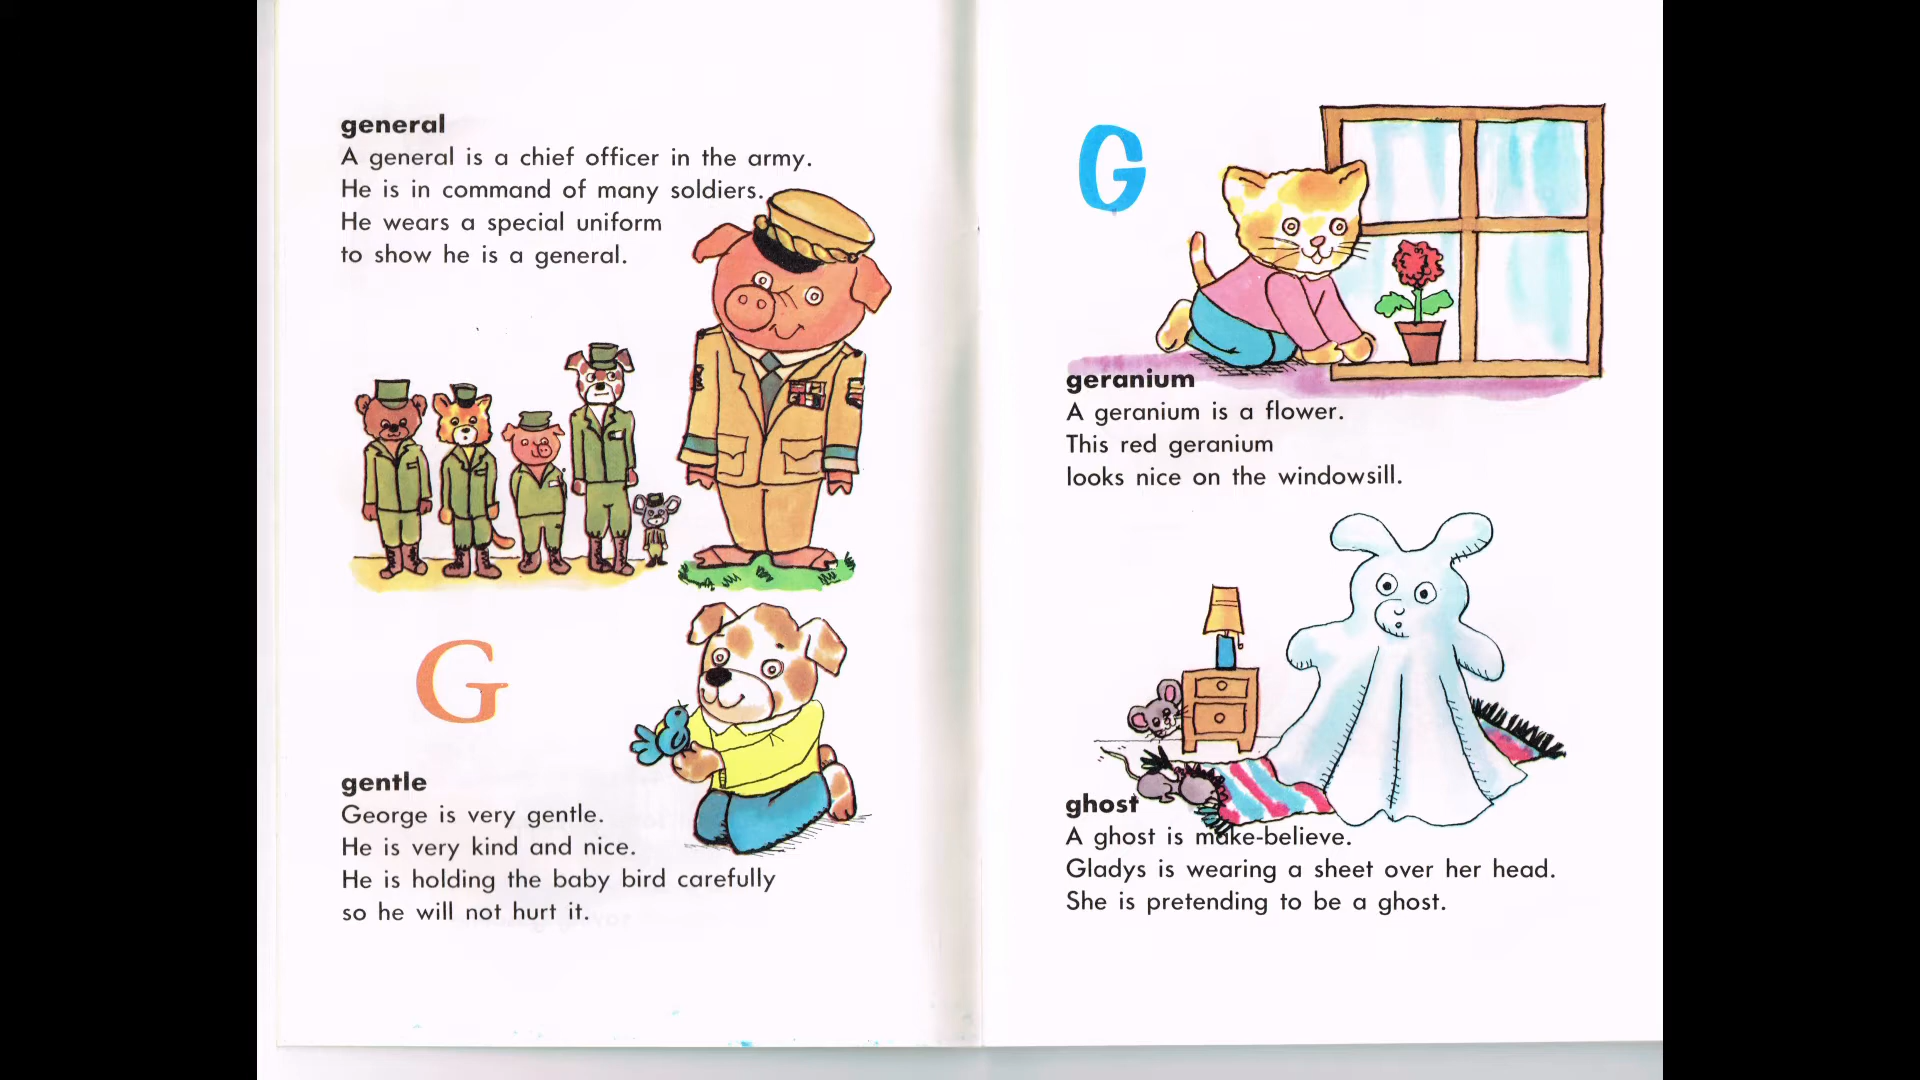 general
A general is a chief officer in the army.
He is in command of many soldiers.
He wears a special uniform
to show he is a general.
G
gentle
George is very gentle.
He is very kind and nice.
He is holding the baby bird carefully
so he will not hurt it.
G
geranium
A geranium is a flower.
This red geranium
looks nice on the windowsill.
ghost
A ghost is make-believe.
Gladys is wearing a sheet over her head.
She is pretending to be a ghost.